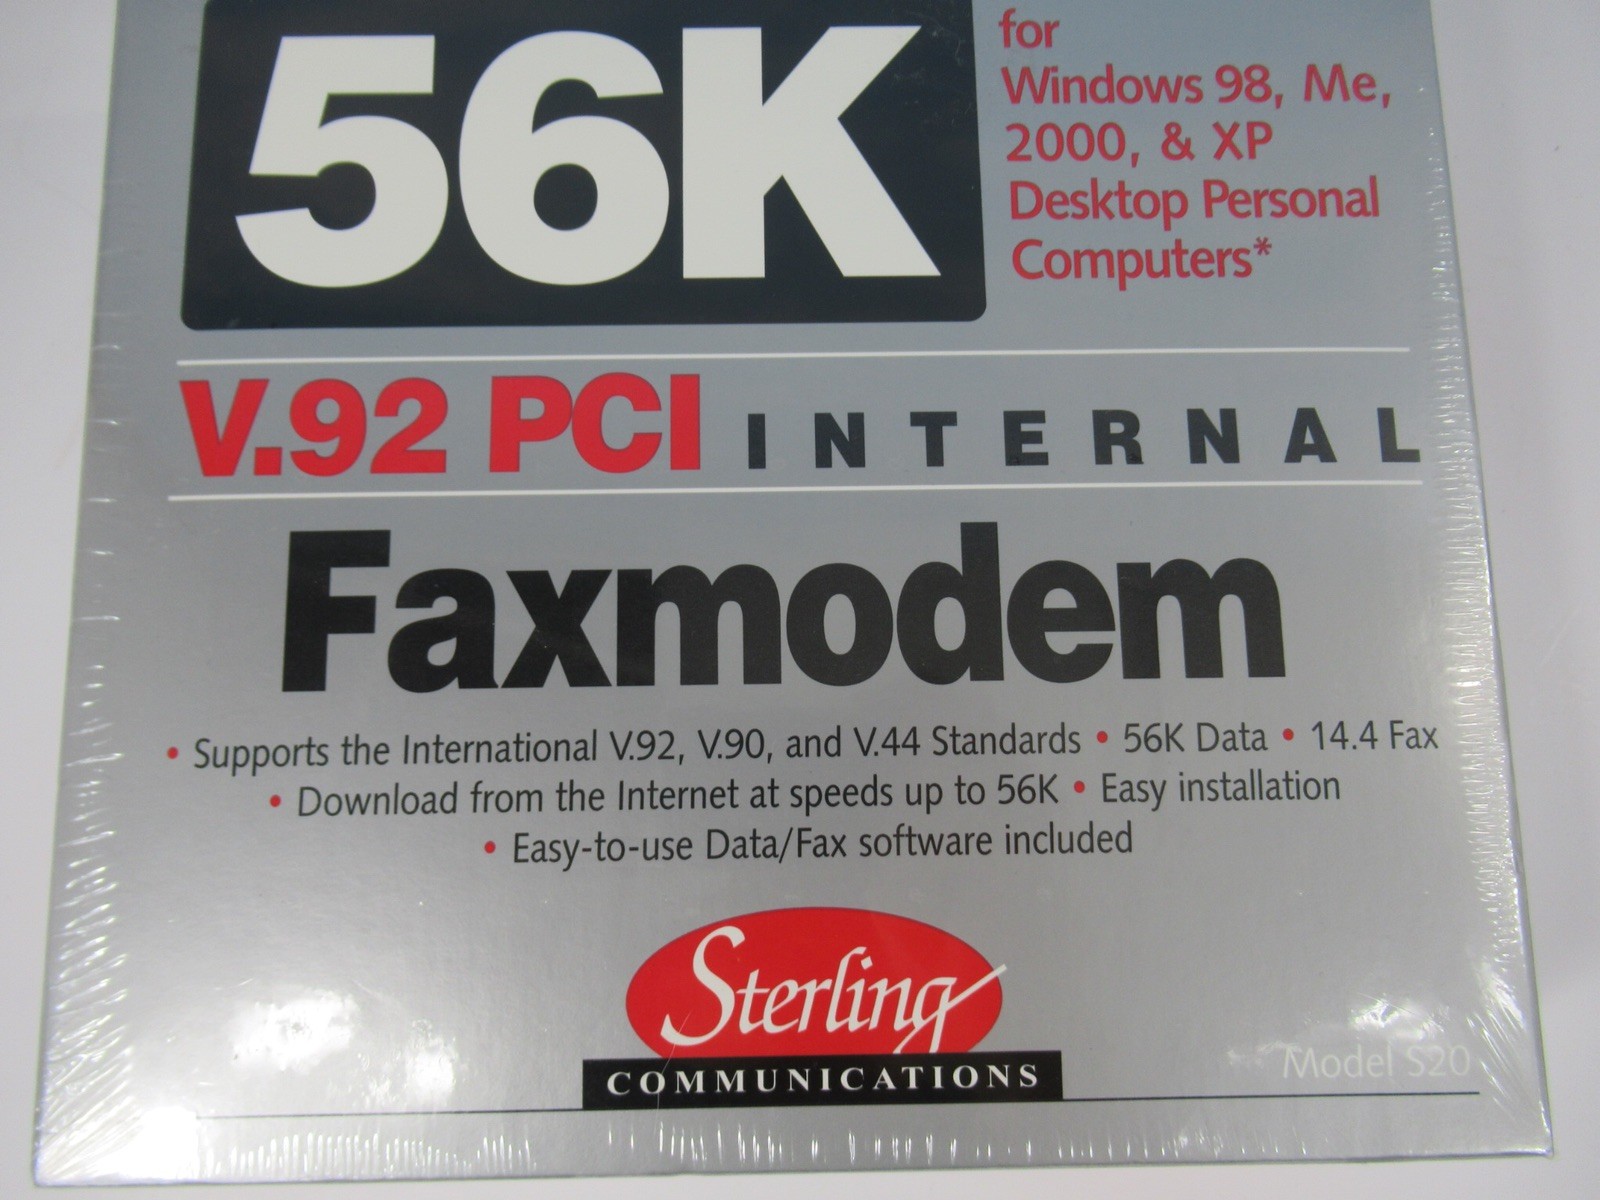 56K
for
Windows 98, Me,
2000, & XP
Desktop Personal
Computers*
V.92 PCI INTERNAL
Faxmodem
• Supports the International V.92, V.90, and V.44 Standards • 56K Data • 14.4 Fax
• Download from the Internet at speeds up to 56K • Easy installation
• Easy-to-use Data/Fax software included
Sterling
COMMUNICATIONS
Model S20